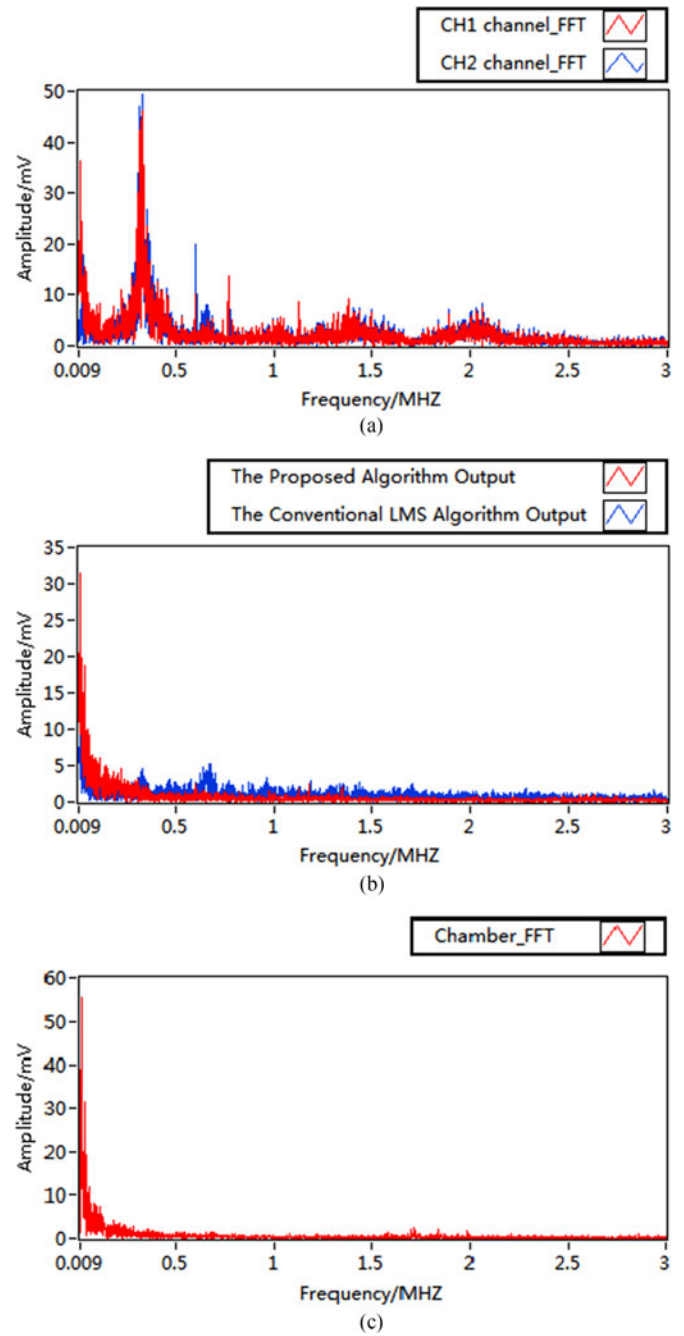 CH1 channel_FFT
CH2 channel_FFT
50
40
30
20
10
0
Amplitude/mV
0.009 0.5 1 1.5 2 2.5 3
Frequency/MHZ
(a)
The Proposed Algorithm Output
The Conventional LMS Algorithm Output
35
30
25
20
15
10
5
0
Amplitude/mV
0.009 0.5 1 1.5 2 2.5 3
Frequency/MHZ
(b)
Chamber_FFT
60
50
40
30
20
10
0
Amplitude/mV
0.009 0.5 1 1.5 2 2.5 3
Frequency/MHZ
(c)